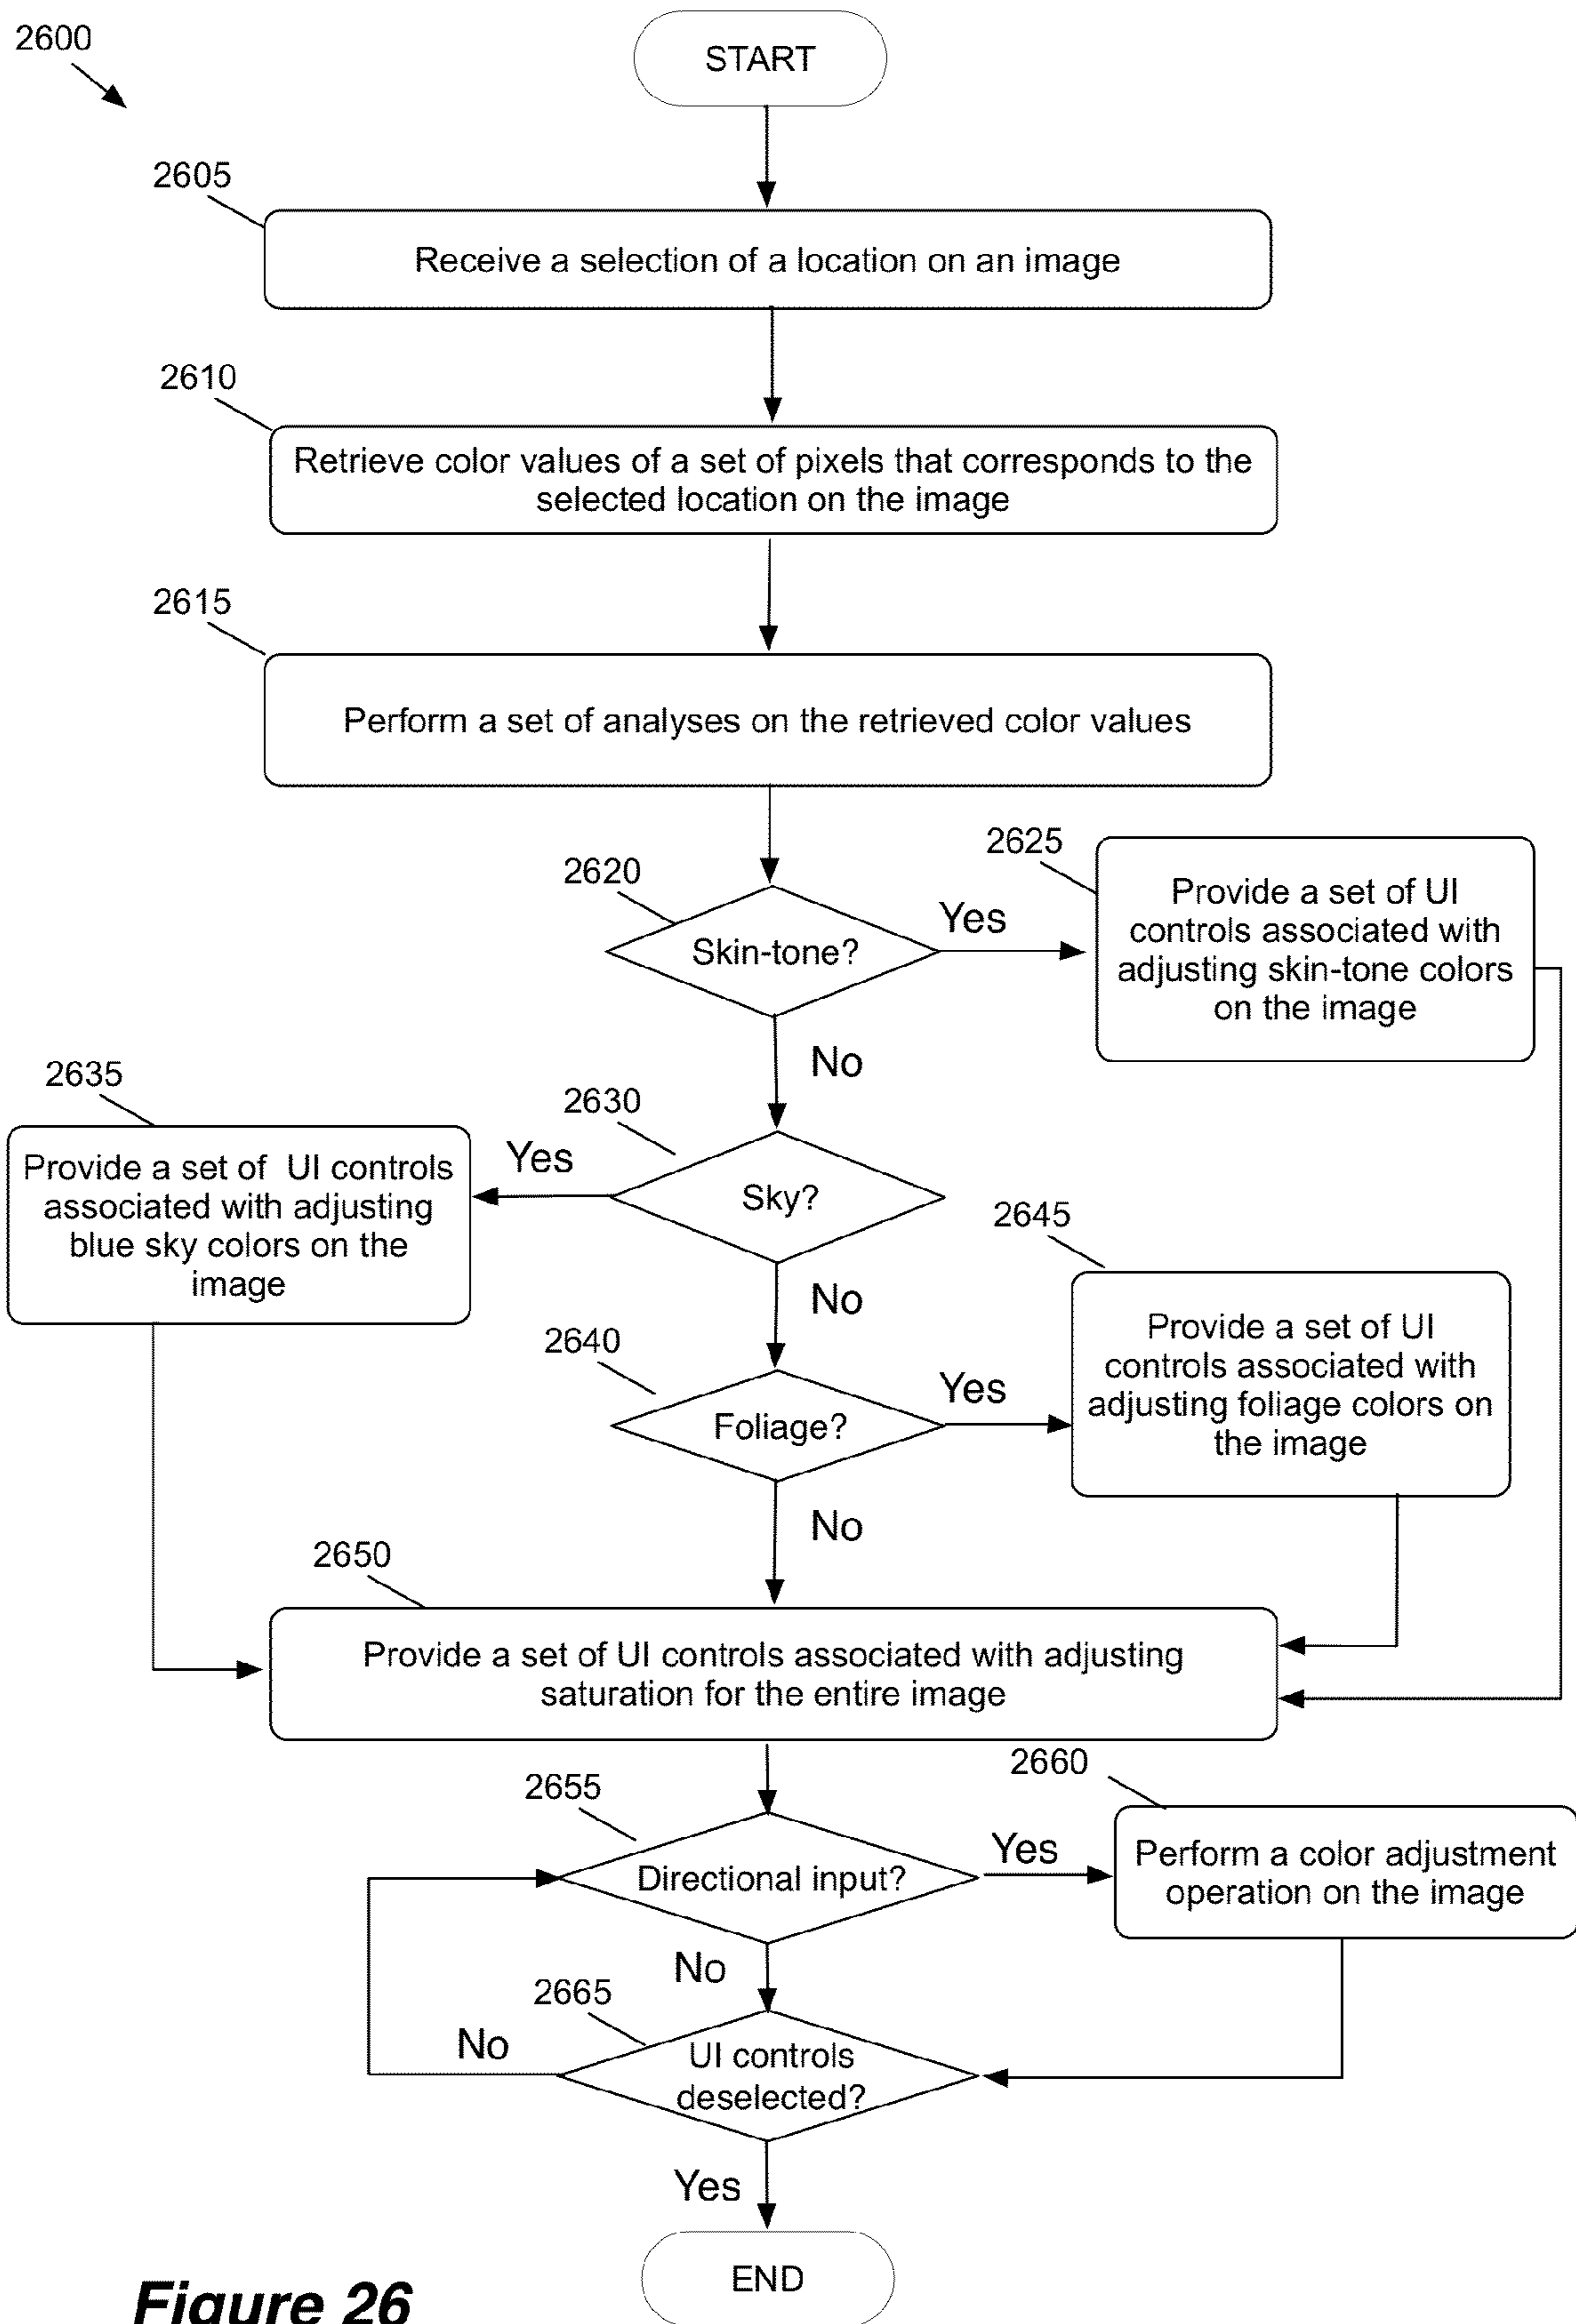 2600
START
2605
Receive a selection of a location on an image
2610
Retrieve color values of a set of pixels that corresponds to the
selected location on the image
2615
Perform a set of analyses on the retrieved color values
2620
Skin-tone?
Yes
2625
Provide a set of UI
controls associated with
adjusting skin-tone colors
on the image
No
2630
Sky?
Yes
2635
Provide a set of UI controls
associated with adjusting
blue sky colors on the
image
No
2640
Foliage?
Yes
2645
Provide a set of UI
controls associated with
adjusting foliage colors on
the image
No
2650
Provide a set of UI controls associated with adjusting
saturation for the entire image
2655
Directional input?
Yes
2660
Perform a color adjustment
operation on the image
No
2665
UI controls
deselected?
No
Yes
END
Figure 26